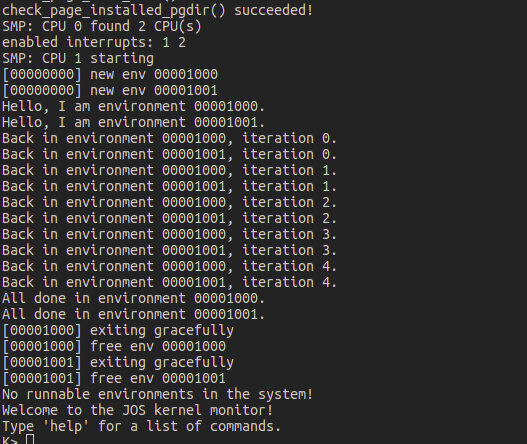 check_page_installed_pgdir() succeeded!
SMP: CPU 0 found 2 CPU(s)
enabled interrupts: 1 2
SMP: CPU 1 starting
[00000000] new env 00001000
[00000000] new env 00001001
Hello, I am environment 00001000.
Hello, I am environment 00001001.
Back in environment 00001000, iteration 0.
Back in environment 00001001, iteration 0.
Back in environment 00001000, iteration 1.
Back in environment 00001001, iteration 1.
Back in environment 00001000, iteration 2.
Back in environment 00001001, iteration 2.
Back in environment 00001000, iteration 3.
Back in environment 00001001, iteration 3.
Back in environment 00001000, iteration 4.
Back in environment 00001001, iteration 4.
All done in environment 00001000.
All done in environment 00001001.
[00001000] exiting gracefully
[00001000] free env 00001000
[00001001] exiting gracefully
[00001001] free env 00001001
No runnable environments in the system!
Welcome to the JOS kernel monitor!
Type 'help' for a list of commands.
K>